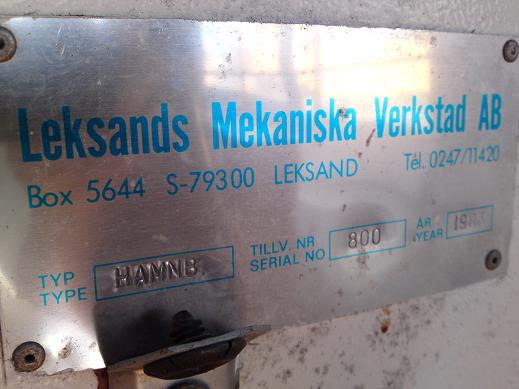 Leksands Mekaniska Verkstad AB
Box 5644 S-79300 LEKSAND Tel. 0247/11420
TYP HAMNB TILLV. NR 800 ÅR
TYPE SERIAL NO YEAR